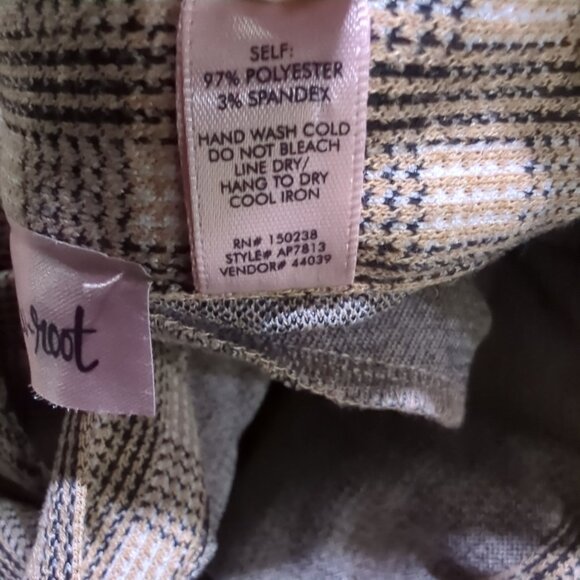 SELF:
97% POLYESTER
3% SPANDEX
HAND WASH COLD
DO NOT BLEACH
LINE DRY/
HANG TO DRY
COOL IRON
RN# 150238
STYLE# AP7813
VENDOR# 44039
root